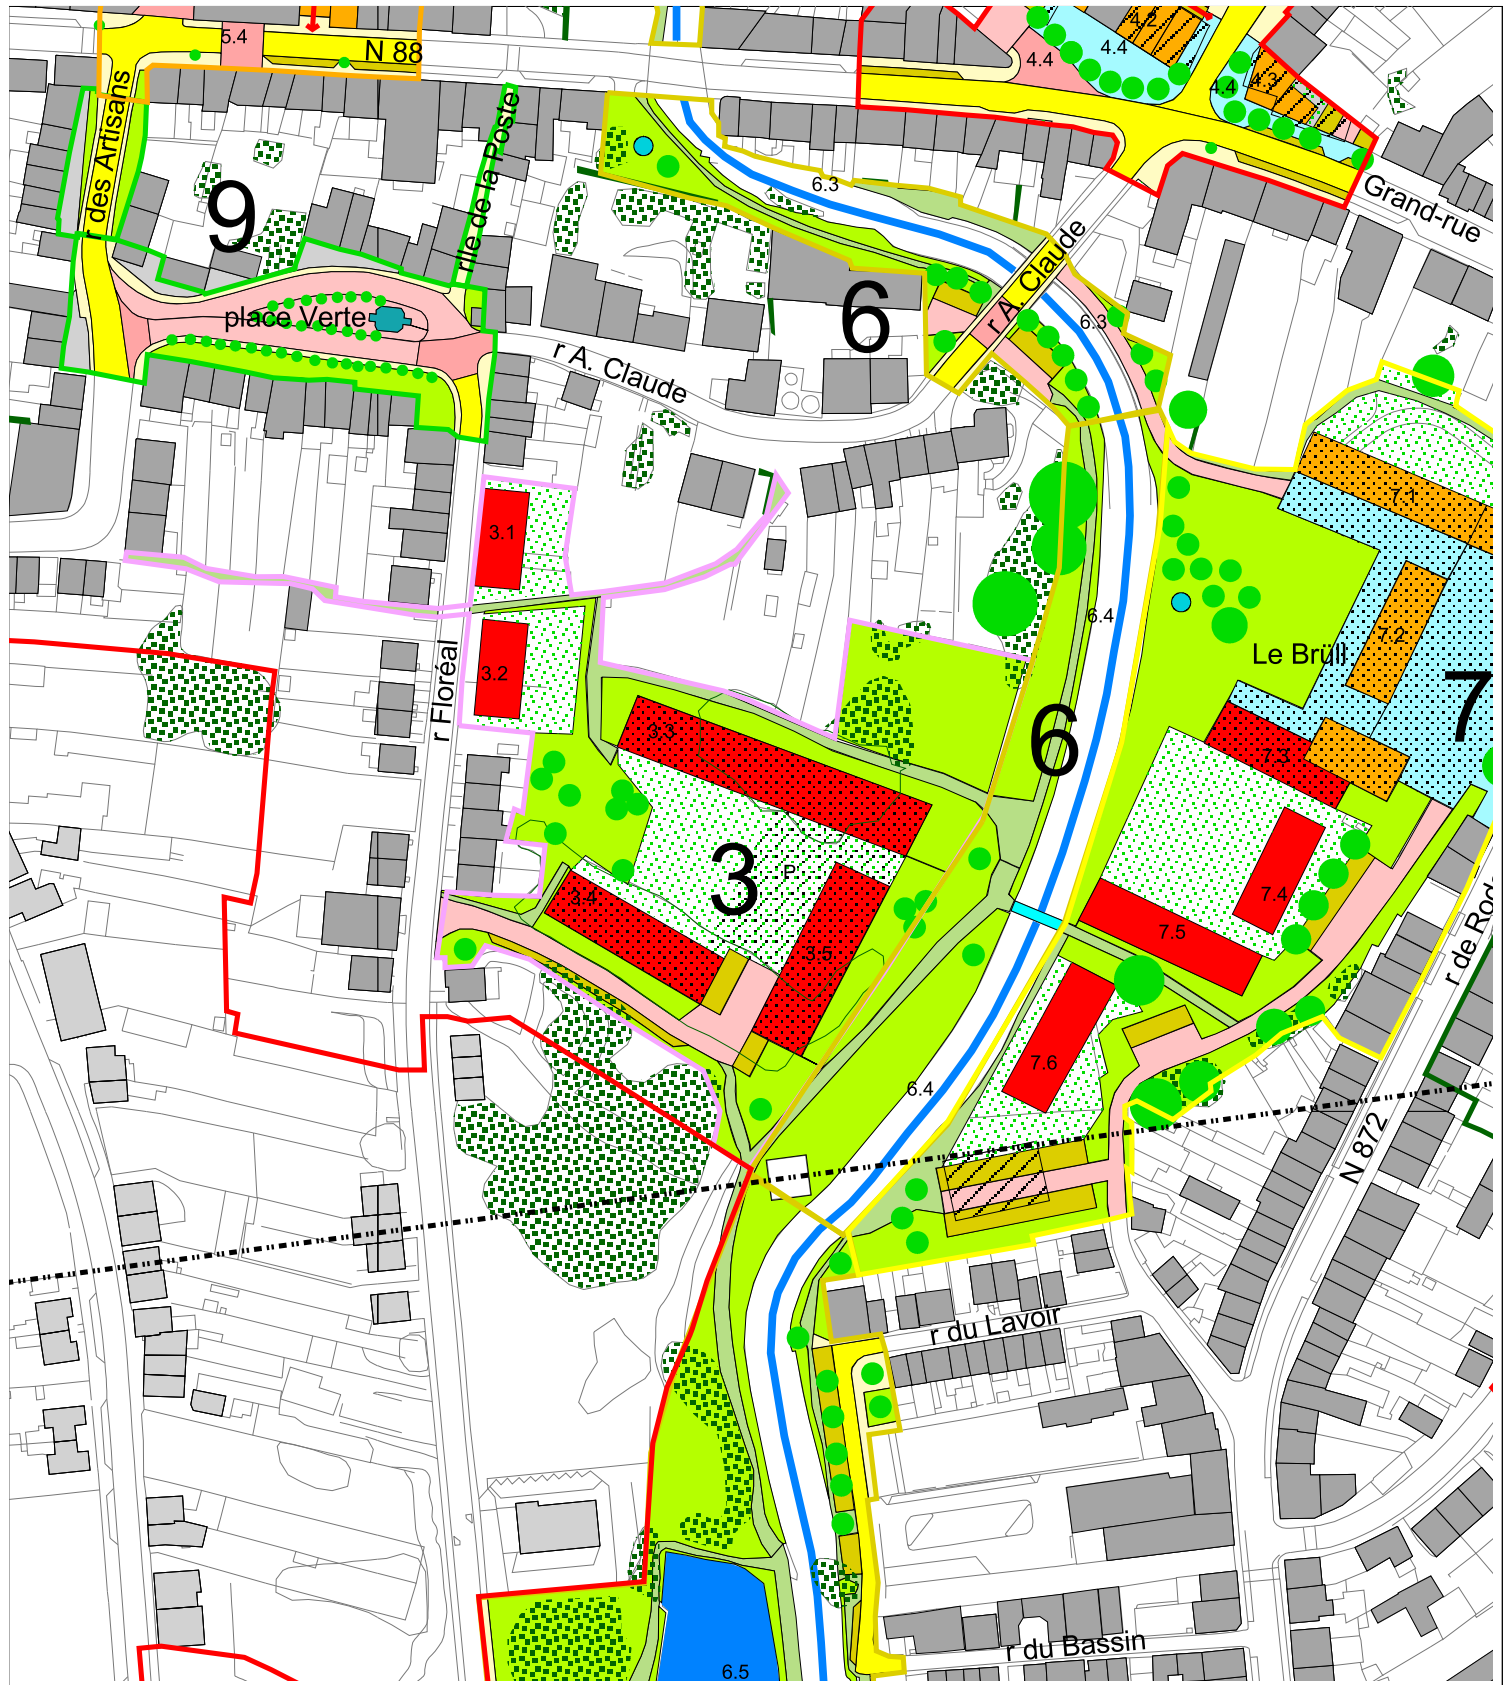 5.4
N 88
4.2
4.4
4.4
4.4
4.3
r des Artisans
rlle de la Poste
6.3
Grand-rue
9
r A. Claude
6
place Verte
6.3
r A. Claude
7.1
3.1
6.4
7.2
Le Brüll
3.2
r Floréal
7
3.3
6
7.3
3
P
3.4
7.4
7.5
3.5
r de Rod
7.6
6.4
N 872
r du Lavoir
r du Bassin
6.5